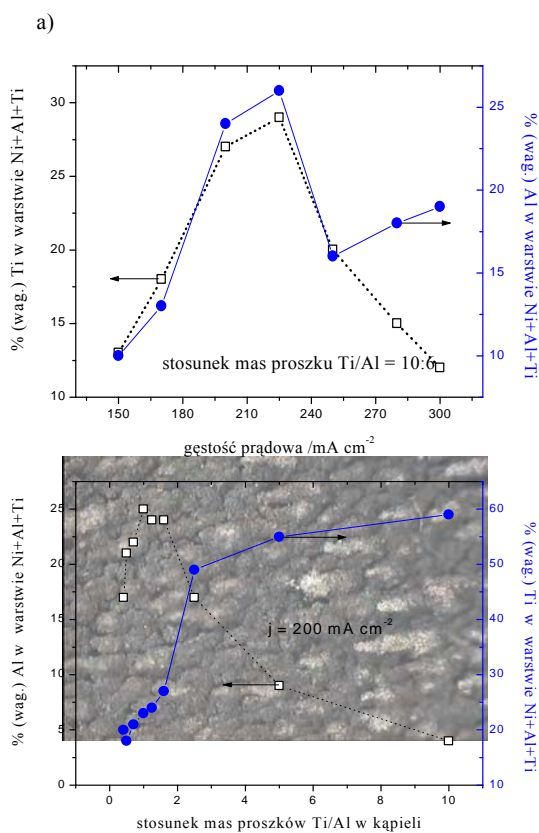 a)
% (wag.) Ti w warstwie Ni+Al+Ti
30
25
20
15
10
25
20
15
10
% (wag.) Al w warstwie Ni+Al+Ti
stosunek mas proszku Ti/Al = 10:6
150 180 210 240 270 300
gęstość prądowa /mA cm-2
% (wag.) Al w warstwie Ni+Al+Ti
25
20
15
10
5
0
60
50
40
30
20
10
% (wag.) Ti w warstwie Ni+Al+Ti
j = 200 mA cm-2
0 2 4 6 8 10
stosunek mas proszków Ti/Al w kąpieli